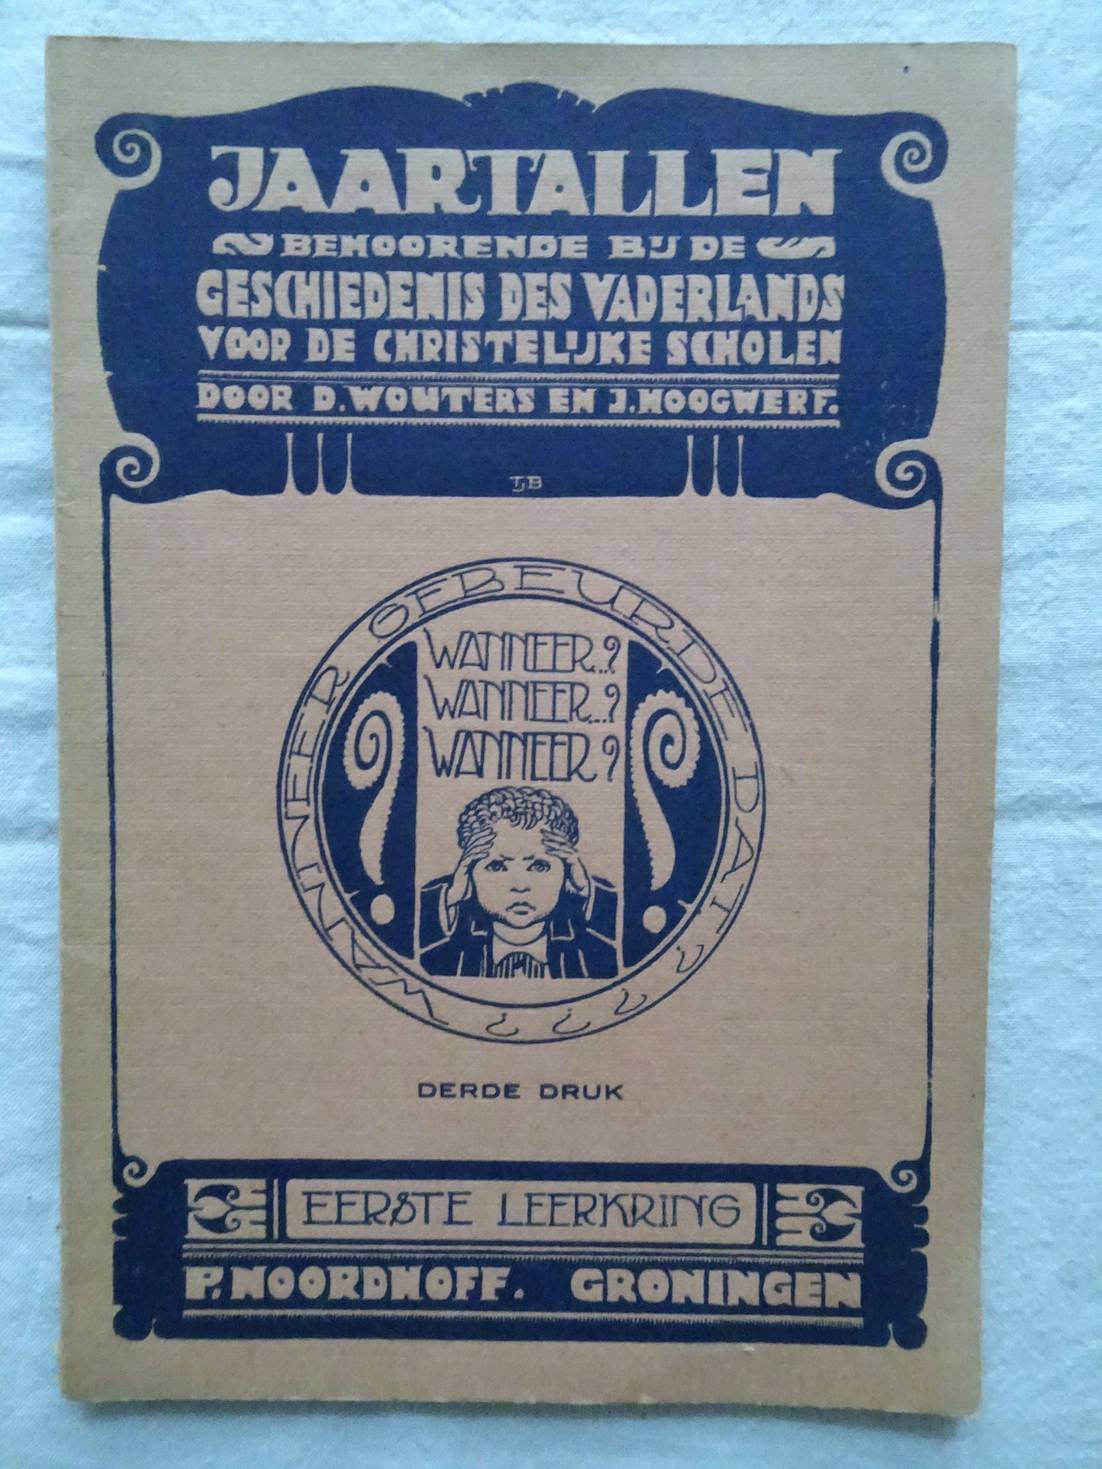 JAARTALLEN
BEHOORENDE BIJ DE
GESCHIEDENIS DES VADERLANDS
VOOR DE CHRISTELIJKE SCHOLEN
DOOR D. WOUTERS EN J. HOOGWERF.
TJB
WANNEER GEBEURDE DAT ? ? ? ? ?
WANNEER..?
WANNEER...?
WANNEER ?
DERDE DRUK
EERSTE LEERKRING
P. NOORDHOFF. GRONINGEN